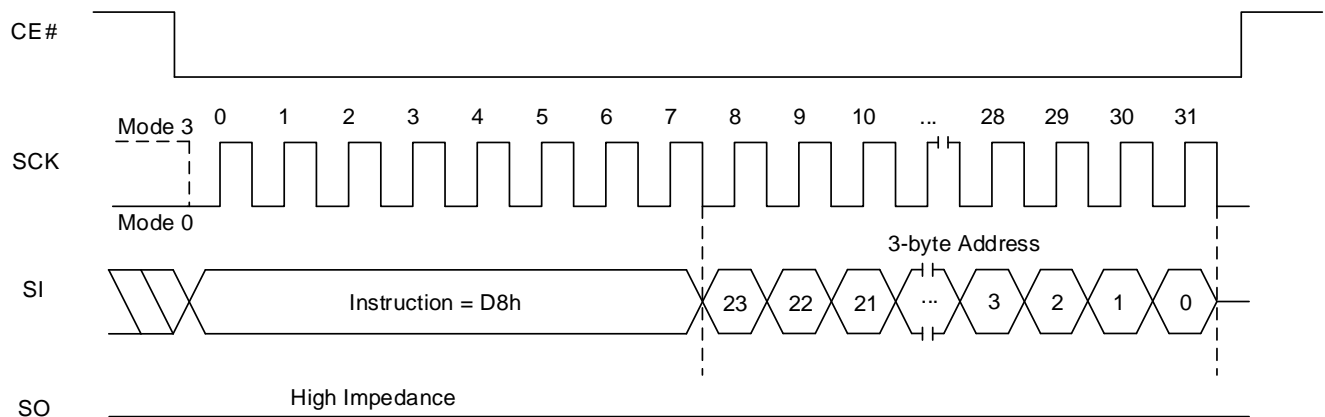 CE#
0 1 2 3 4 5 6 7 8 9 10 ... 28 29 30 31
Mode 3
SCK
Mode 0
3-byte Address
SI
Instruction = D8h
23 22 21 ... 3 2 1 0
High Impedance
SO